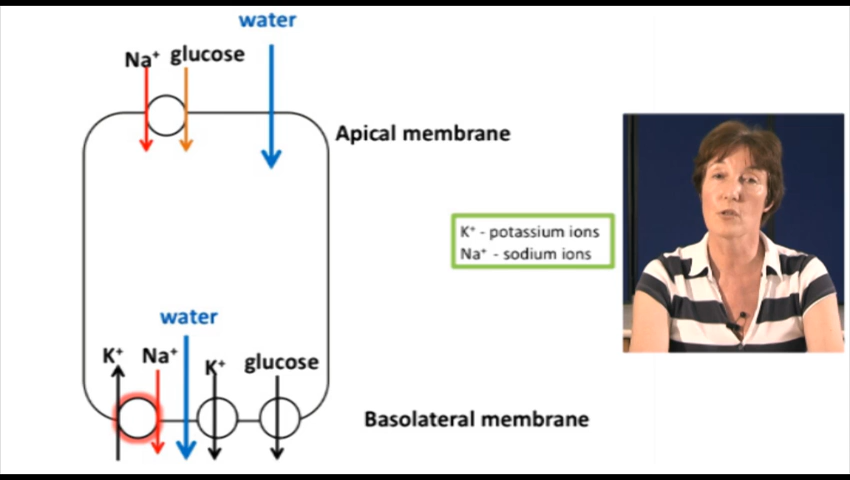 water
Na⁺ glucose
Apical membrane
K⁺ - potassium ions
Na⁺ - sodium ions
water
K⁺ Na⁺ K⁺ glucose
Basolateral membrane